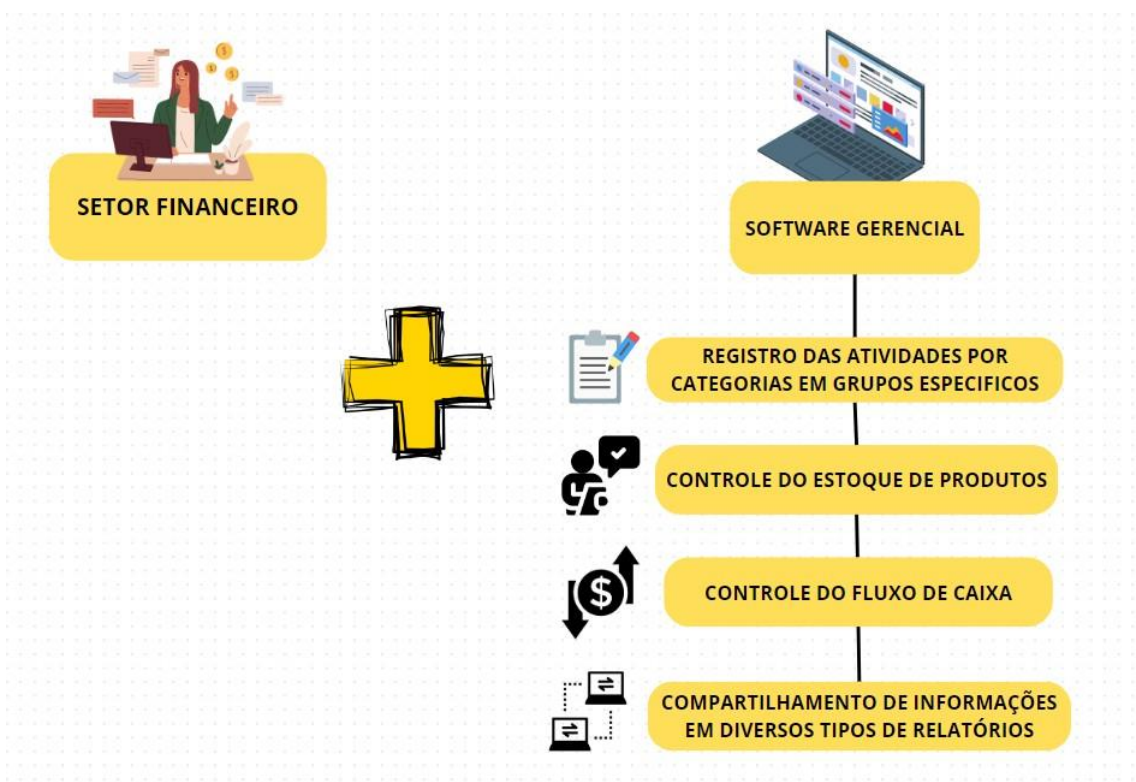 SETOR FINANCEIRO
SOFTWARE GERENCIAL
REGISTRO DAS ATIVIDADES POR
CATEGORIAS EM GRUPOS ESPECIFICOS
CONTROLE DO ESTOQUE DE PRODUTOS
CONTROLE DO FLUXO DE CAIXA
COMPARTILHAMENTO DE INFORMAÇÕES
EM DIVERSOS TIPOS DE RELATÓRIOS